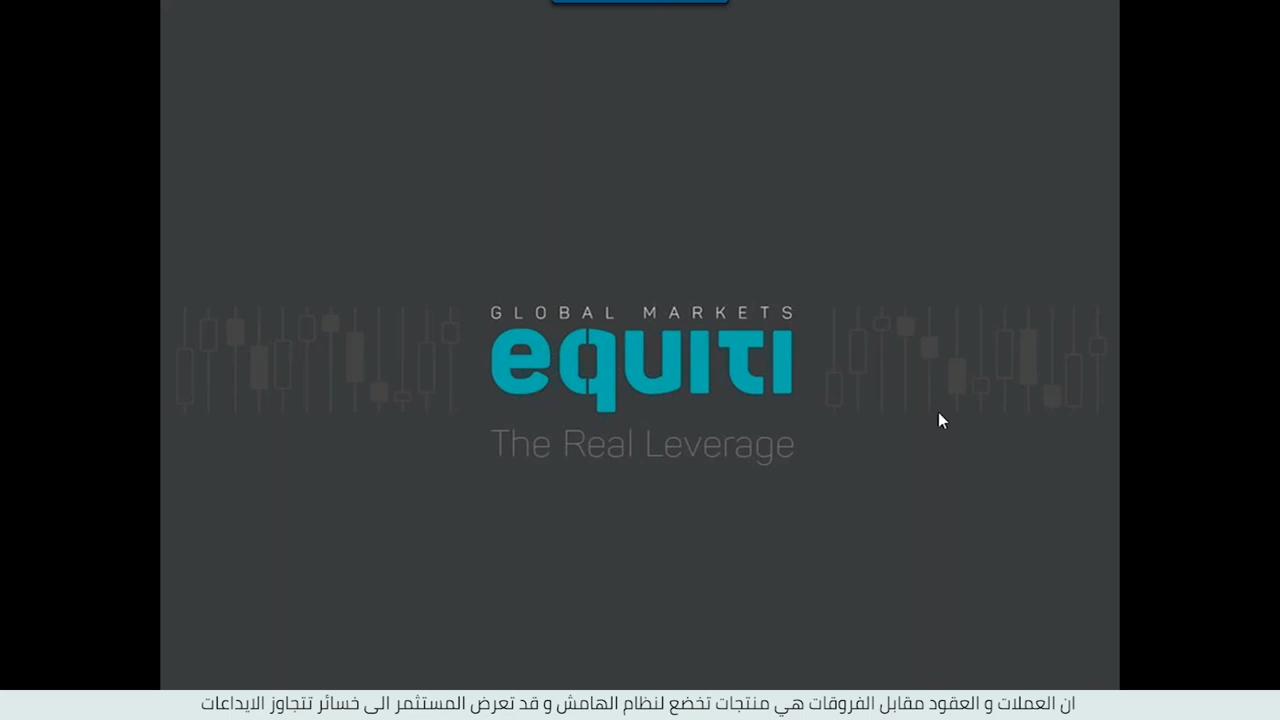 GLOBAL MARKETS
equiti
The Real Leverage
ان العملات و العقود مقابل الفروقات هي منتجات تخضع لنظام الهامش و قد تعرض المستثمر الى خسائر تتجاوز الايداعات